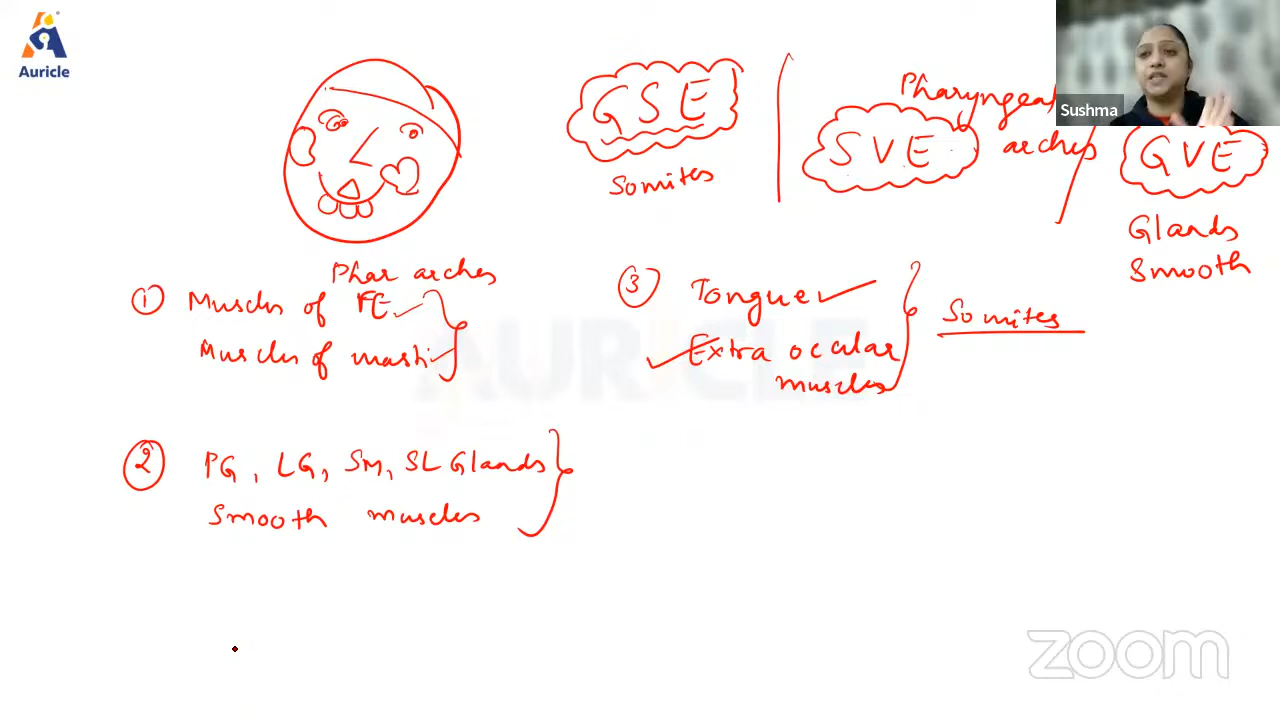 Auricle
Sushma
GSE
Somites
Pharyngeal
arches
SVE
GVE
Glands
Smooth
Phar arches
① Muscles of FE
Muscles of masti
② PG, LG, SM, SL Glands
Smooth muscles
③ Tongue
Extra ocular
muscles
Somites
AURICLE
zoom